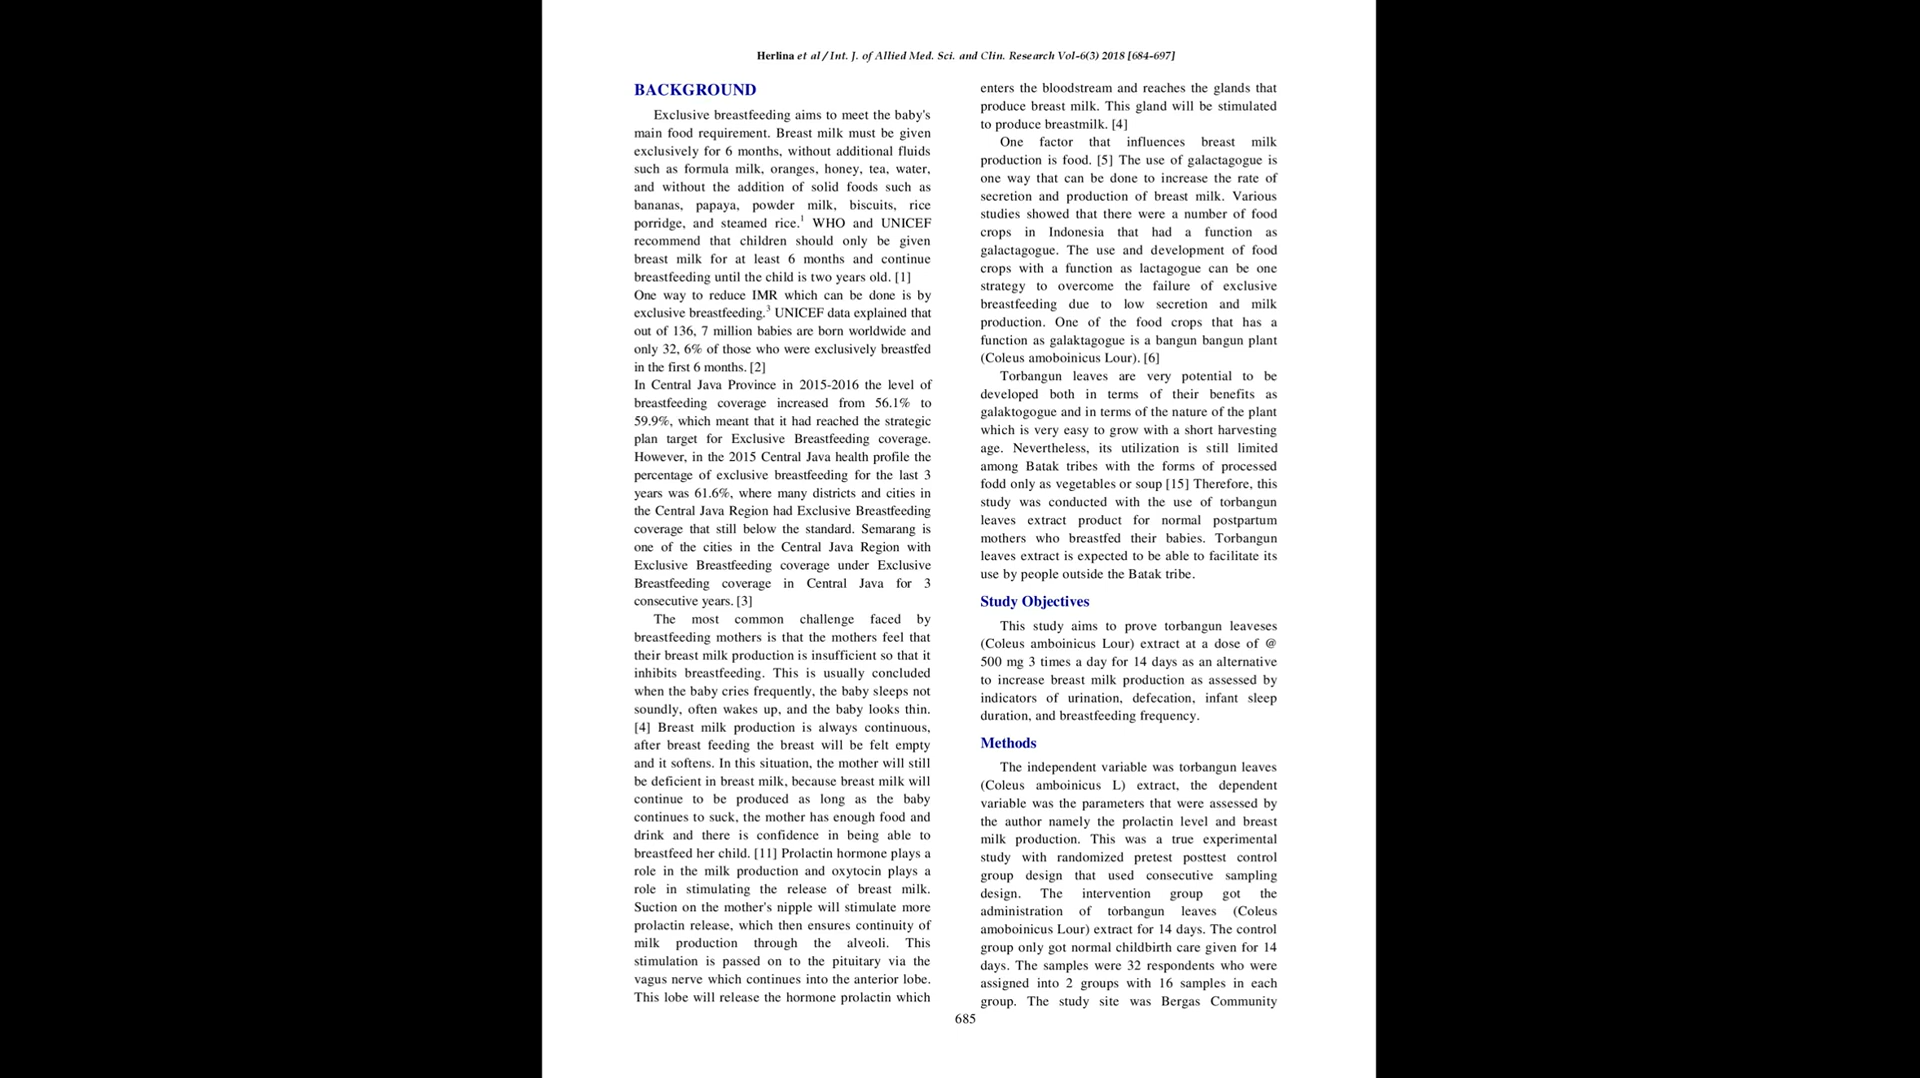 Herlina et al / Int. J. of Allied Med. Sci. and Clin. Research Vol-6(3) 2018 [684-697]
BACKGROUND
Exclusive breastfeeding aims to meet the baby's
main food requirement. Breast milk must be given
exclusively for 6 months, without additional fluids
such as formula milk, oranges, honey, tea, water,
and without the addition of solid foods such as
bananas, papaya, powder milk, biscuits, rice
porridge, and steamed rice.1 WHO and UNICEF
recommend that children should only be given
breast milk for at least 6 months and continue
breastfeeding until the child is two years old. [1]
One way to reduce IMR which can be done is by
exclusive breastfeeding.3 UNICEF data explained that
out of 136, 7 million babies are born worldwide and
only 32, 6% of those who were exclusively breastfed
in the first 6 months. [2]
In Central Java Province in 2015-2016 the level of
breastfeeding coverage increased from 56.1% to
59.9%, which meant that it had reached the strategic
plan target for Exclusive Breastfeeding coverage.
However, in the 2015 Central Java health profile the
percentage of exclusive breastfeeding for the last 3
years was 61.6%, where many districts and cities in
the Central Java Region had Exclusive Breastfeeding
coverage that still below the standard. Semarang is
one of the cities in the Central Java Region with
Exclusive Breastfeeding coverage under Exclusive
Breastfeeding coverage in Central Java for 3
consecutive years. [3]
The most common challenge faced by
breastfeeding mothers is that the mothers feel that
their breast milk production is insufficient so that it
inhibits breastfeeding. This is usually concluded
when the baby cries frequently, the baby sleeps not
soundly, often wakes up, and the baby looks thin.
[4] Breast milk production is always continuous,
after breast feeding the breast will be felt empty
and it softens. In this situation, the mother will still
be deficient in breast milk, because breast milk will
continue to be produced as long as the baby
continues to suck, the mother has enough food and
drink and there is confidence in being able to
breastfeed her child. [11] Prolactin hormone plays a
role in the milk production and oxytocin plays a
role in stimulating the release of breast milk.
Suction on the mother's nipple will stimulate more
prolactin release, which then ensures continuity of
milk production through the alveoli. This
stimulation is passed on to the pituitary via the
vagus nerve which continues into the anterior lobe.
This lobe will release the hormone prolactin which
enters the bloodstream and reaches the glands that
produce breast milk. This gland will be stimulated
to produce breastmilk. [4]
One factor that influences breast milk
production is food. [5] The use of galactagogue is
one way that can be done to increase the rate of
secretion and production of breast milk. Various
studies showed that there were a number of food
crops in Indonesia that had a function as
galactagogue. The use and development of food
crops with a function as lactagogue can be one
strategy to overcome the failure of exclusive
breastfeeding due to low secretion and milk
production. One of the food crops that has a
function as galaktagogue is a bangun bangun plant
(Coleus amoboinicus Lour). [6]
Torbangun leaves are very potential to be
developed both in terms of their benefits as
galaktogogue and in terms of the nature of the plant
which is very easy to grow with a short harvesting
age. Nevertheless, its utilization is still limited
among Batak tribes with the forms of processed
fodd only as vegetables or soup [15] Therefore, this
study was conducted with the use of torbangun
leaves extract product for normal postpartum
mothers who breastfed their babies. Torbangun
leaves extract is expected to be able to facilitate its
use by people outside the Batak tribe.
Study Objectives
This study aims to prove torbangun leaveses
(Coleus amboinicus Lour) extract at a dose of @
500 mg 3 times a day for 14 days as an alternative
to increase breast milk production as assessed by
indicators of urination, defecation, infant sleep
duration, and breastfeeding frequency.
Methods
The independent variable was torbangun leaves
(Coleus amboinicus L) extract, the dependent
variable was the parameters that were assessed by
the author namely the prolactin level and breast
milk production. This was a true experimental
study with randomized pretest posttest control
group design that used consecutive sampling
design. The intervention group got the
administration of torbangun leaves (Coleus
amoboinicus Lour) extract for 14 days. The control
group only got normal childbirth care given for 14
days. The samples were 32 respondents who were
assigned into 2 groups with 16 samples in each
group. The study site was Bergas Community
685